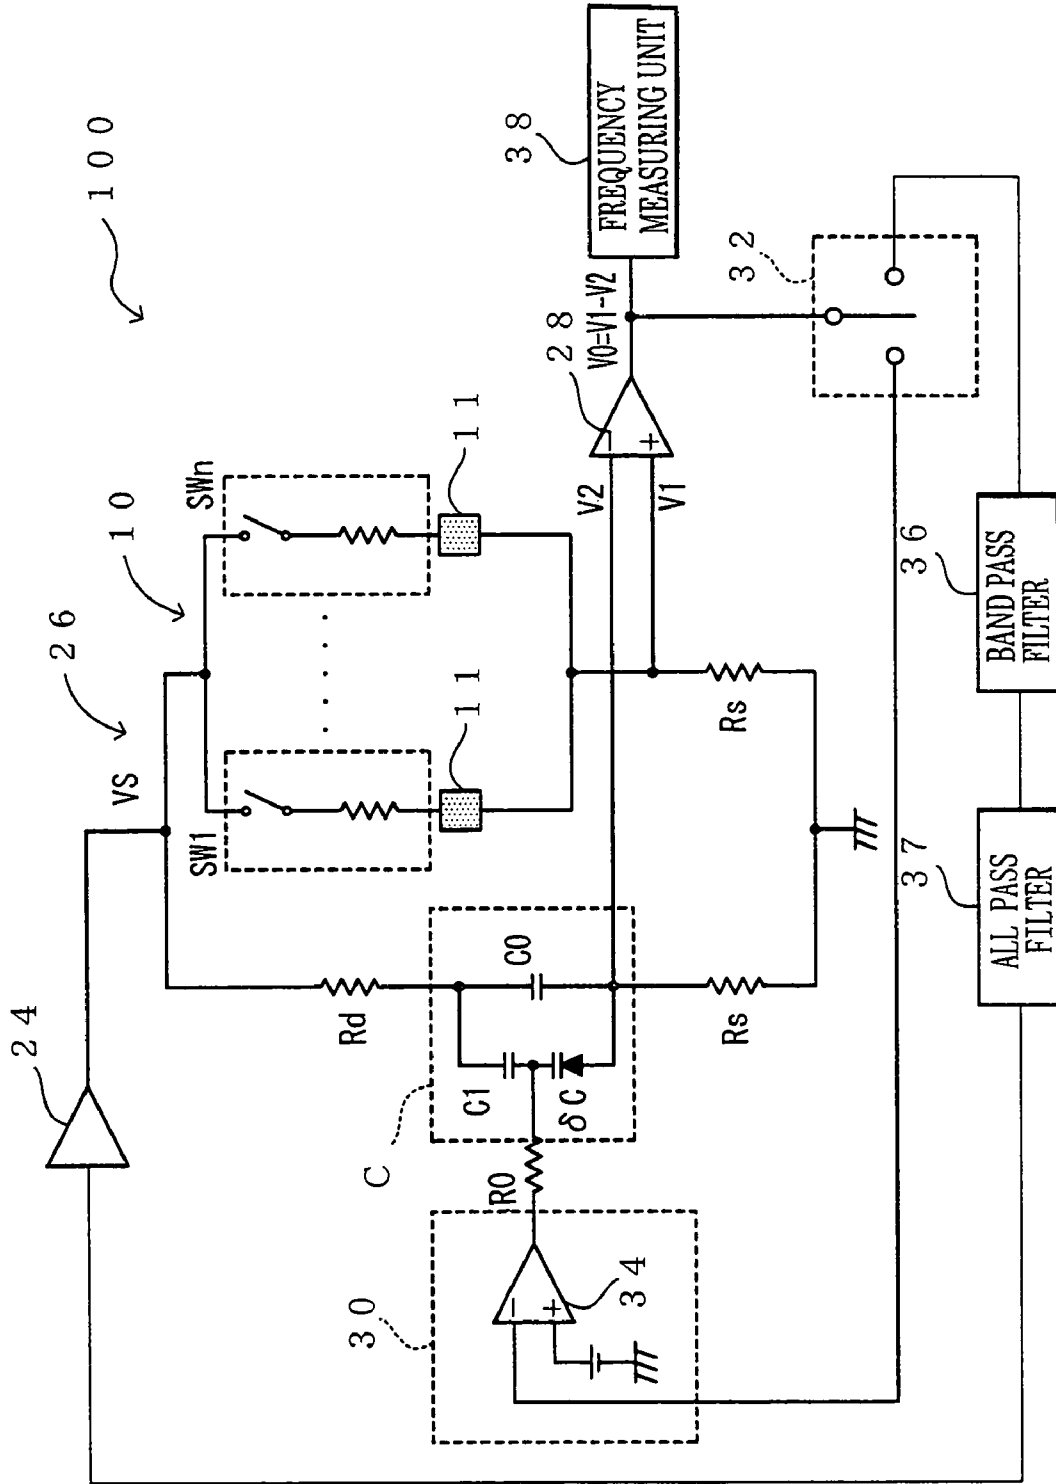 100
26
10
24
VS
SW1
SWn
11
11
Rd
C
C1
C0
δC
R0
30
34
V2
V1
28
V0=V1-V2
38
FREQUENCY
MEASURING UNIT
Rs
Rs
32
37
ALL PASS
FILTER
36
BAND PASS
FILTER
－
+
－
+